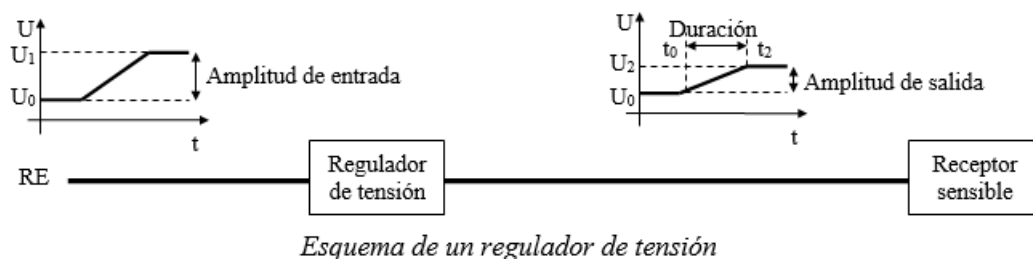 U
U₁
U₀
Amplitud de entrada
t
U
Duración
t₀
t₂
U₂
U₀
Amplitud de salida
t
RE
Regulador
de tensión
Receptor
sensible
Esquema de un regulador de tensión